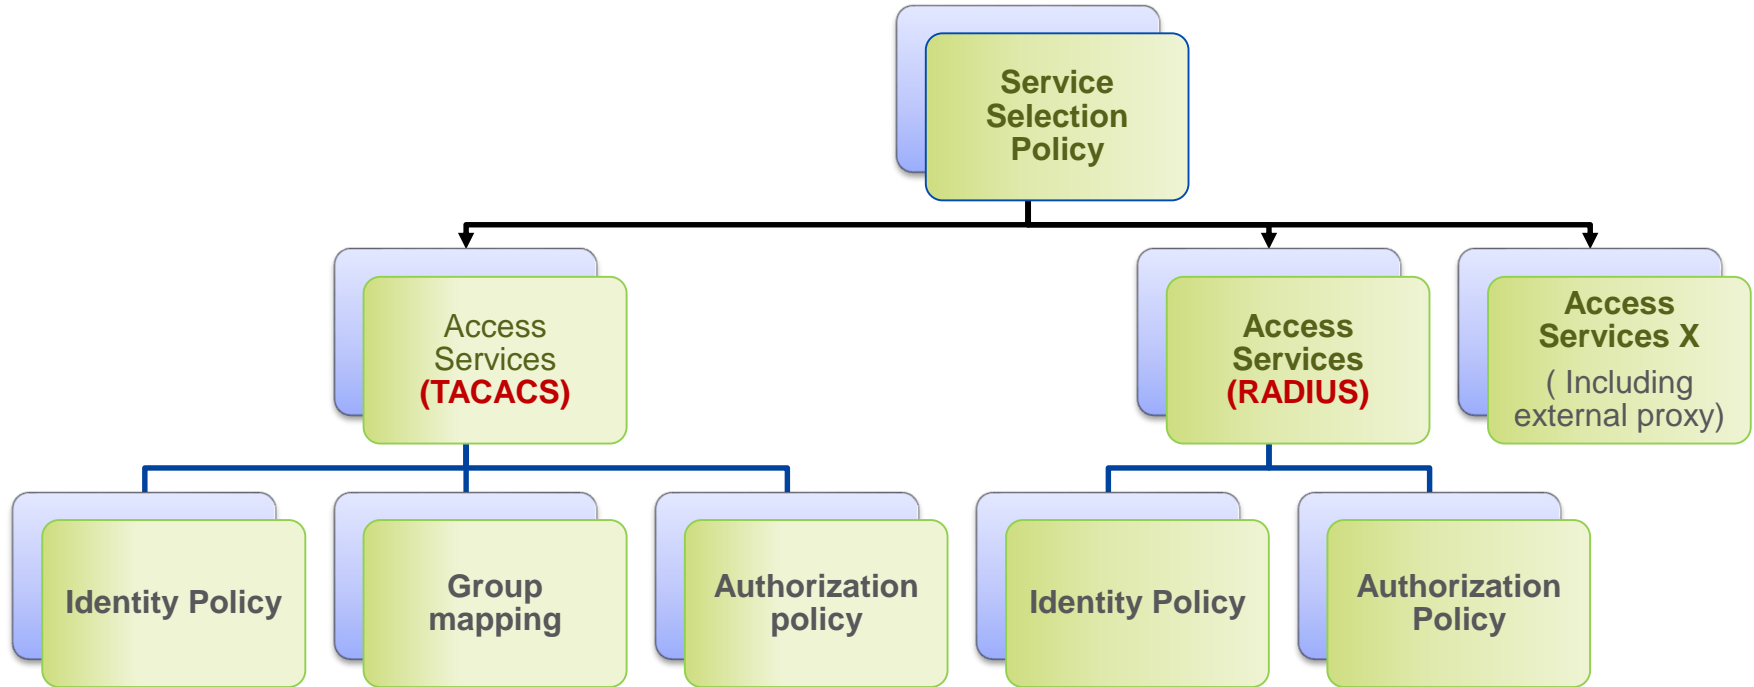 Service
Selection
Policy
Access
Services
(TACACS)
Access
Services
(RADIUS)
Access
Services X
( Including
external proxy)
Identity Policy
Group
mapping
Authorization
policy
Identity Policy
Authorization
Policy